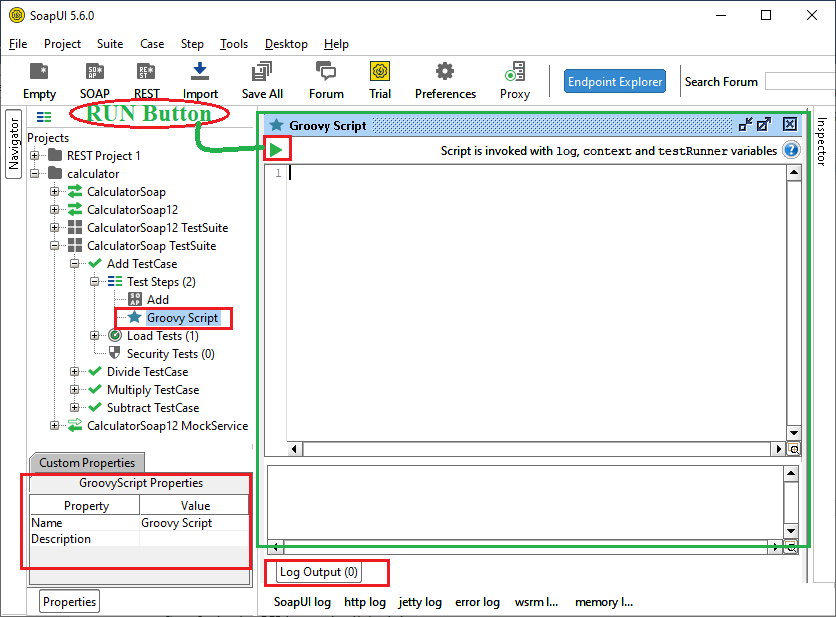 SoapUI 5.6.0
File Project Suite Case Step Tools Desktop Help
Empty SOAP REST Import Save All Forum Trial Preferences Proxy Endpoint Explorer Search Forum
RUN Button
Navigator
Projects
REST Project 1
calculator
CalculatorSoap
CalculatorSoap12
CalculatorSoap12 TestSuite
CalculatorSoap TestSuite
Add TestCase
Test Steps (2)
Add
Groovy Script
Load Tests (1)
Security Tests (0)
Divide TestCase
Multiply TestCase
Subtract TestCase
CalculatorSoap12 MockService
Custom Properties
GroovyScript Properties
Property Value
Name Groovy Script
Description
Properties
Groovy Script
Script is invoked with log, context and testRunner variables
1
Inspector
Log Output (0)
SoapUI log http log jetty log error log wsrm l... memory l...